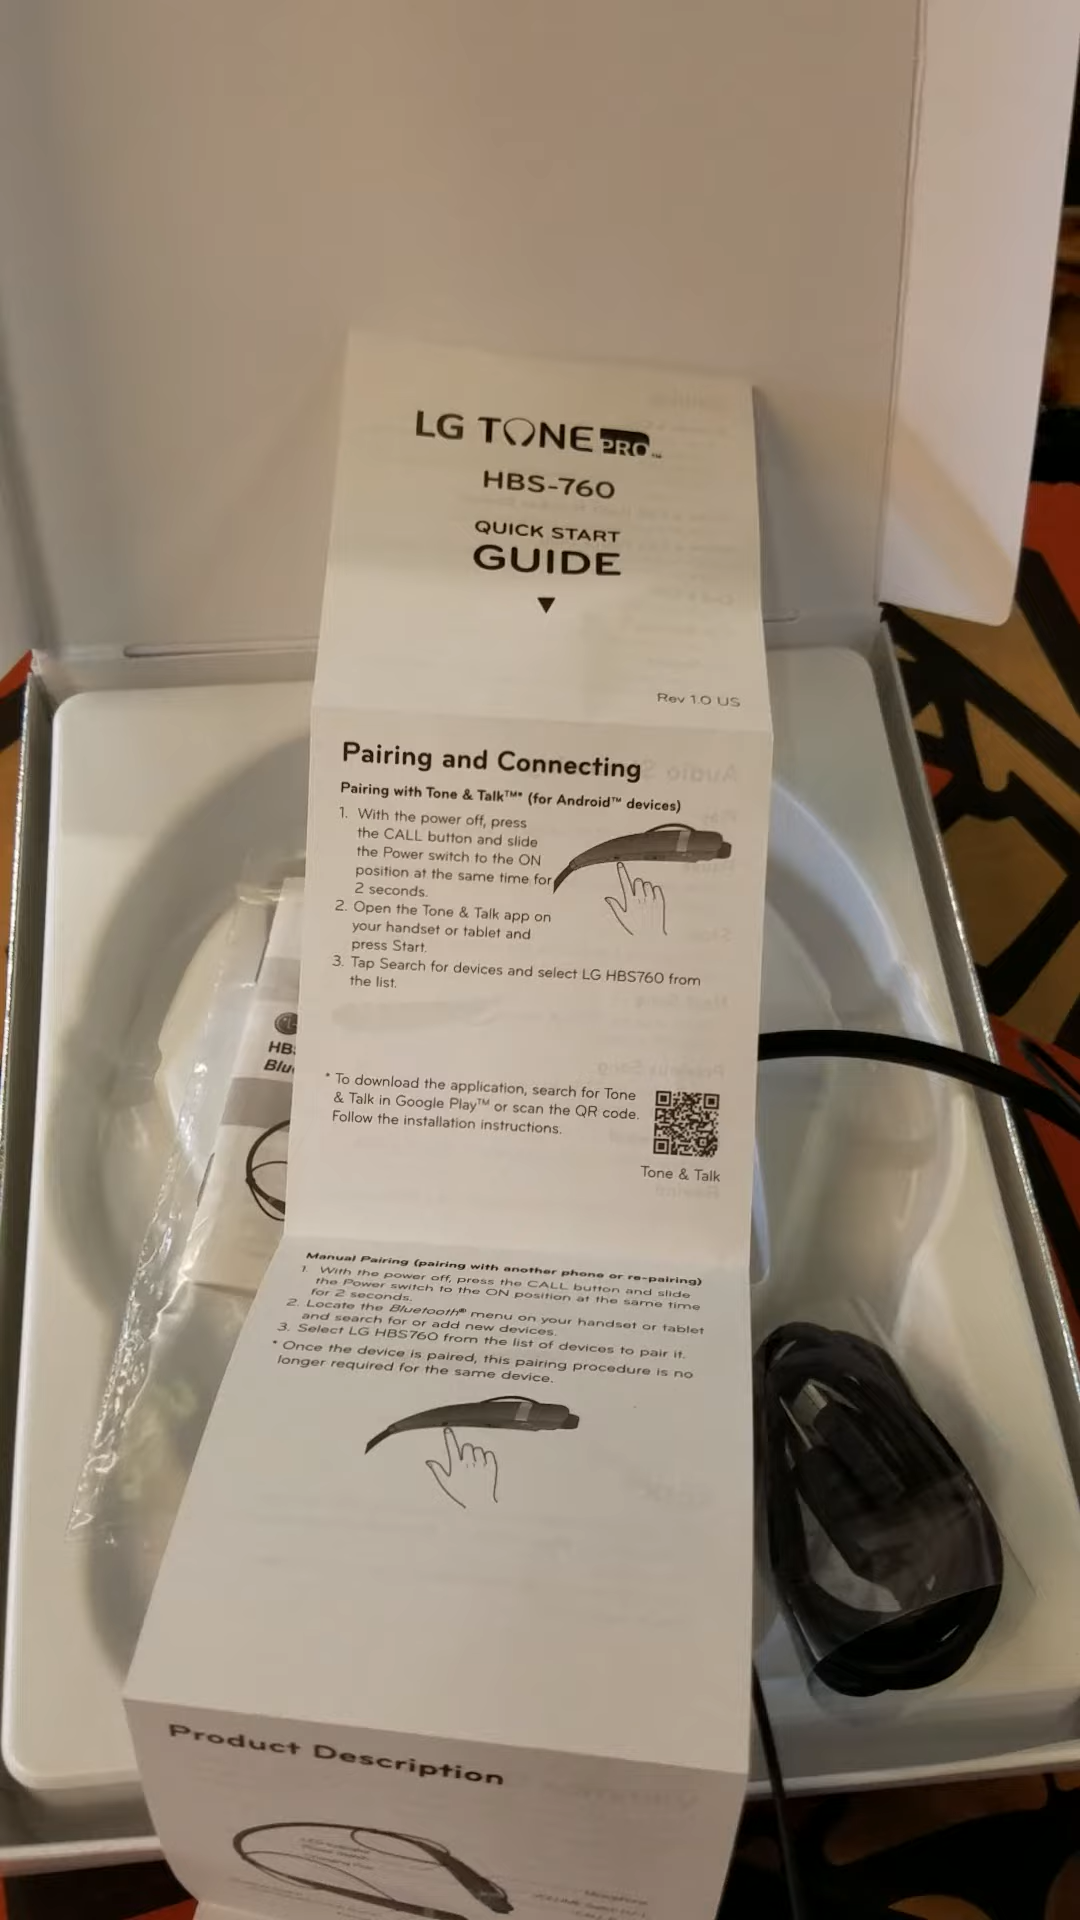 LG TONE PRO™
HBS-760
QUICK START
GUIDE
Rev 1.0 US
Pairing and Connecting
Pairing with Tone & Talk™* (for Android™ devices)
1. With the power off, press
the CALL button and slide
the Power switch to the ON
position at the same time for
2 seconds.
2. Open the Tone & Talk app on
your handset or tablet and
press Start.
3. Tap Search for devices and select LG HBS760 from
the list.
* To download the application, search for Tone
& Talk in Google Play™ or scan the QR code.
Follow the installation instructions.
Tone & Talk
HB
Blu
Manual Pairing (pairing with another phone or re-pairing)
1. With the power off, press the CALL button and slide
the Power switch to the ON position at the same time
for 2 seconds.
2. Locate the Bluetooth® menu on your handset or tablet
and search for or add new devices.
3. Select LG HBS760 from the list of devices to pair it.
* Once the device is paired, this pairing procedure is no
longer required for the same device.
Product Description